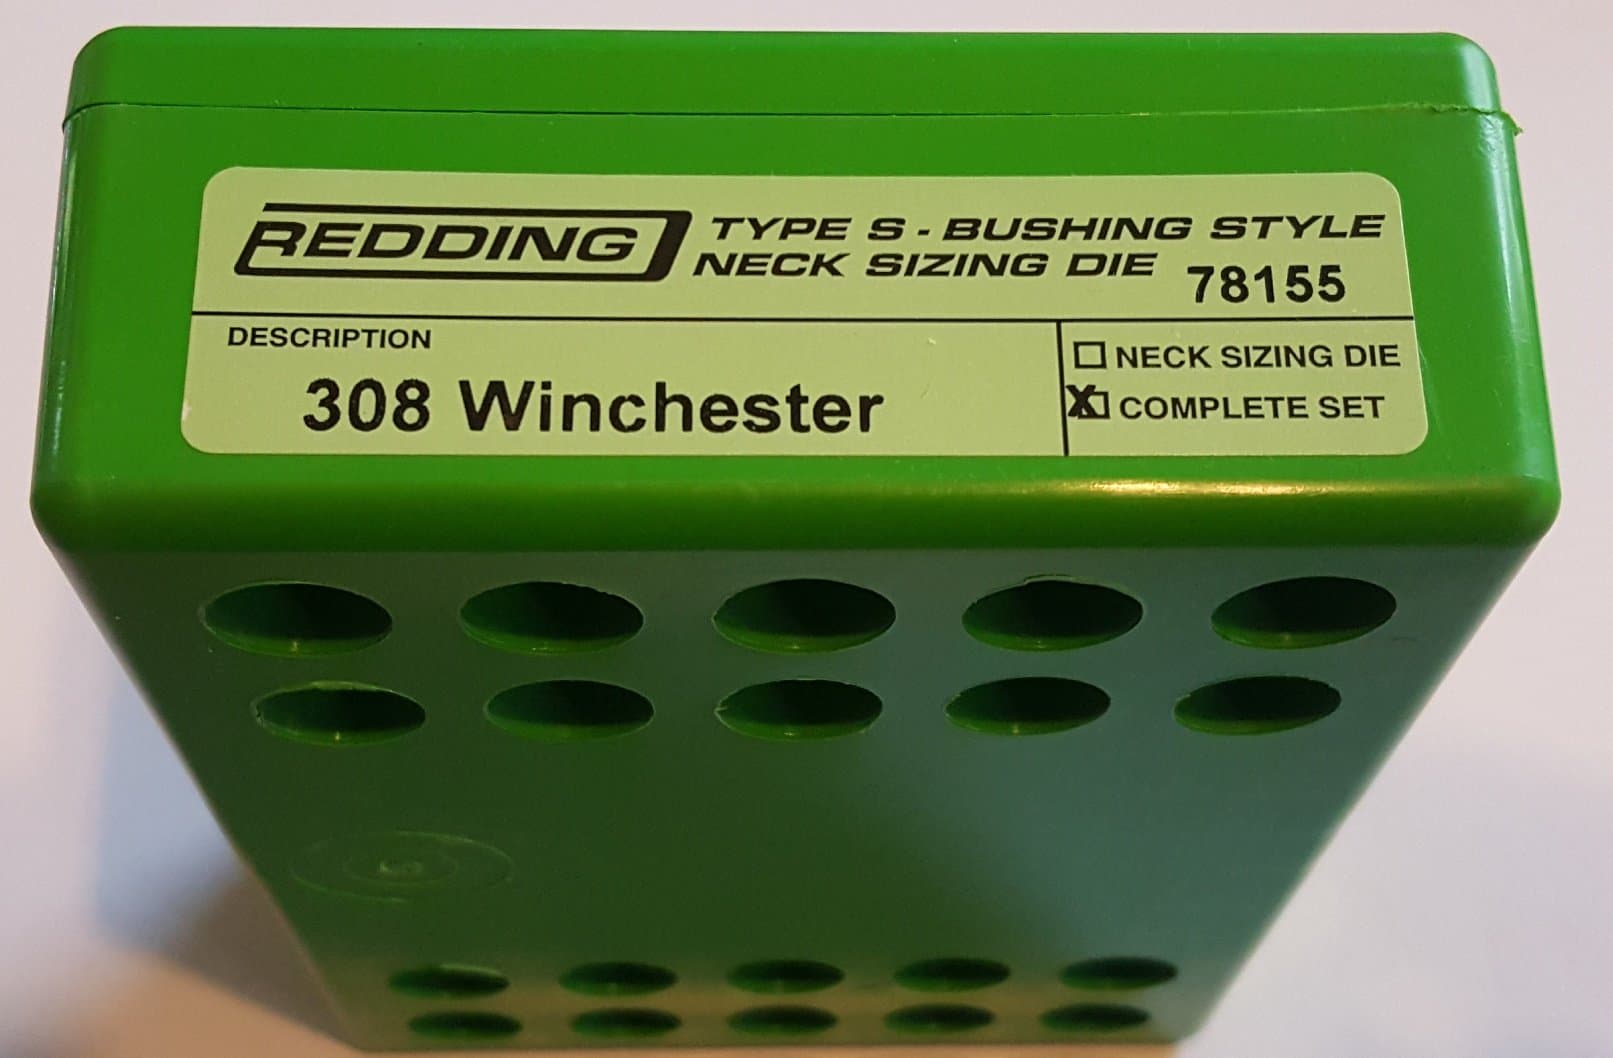 REDDING TYPE S - BUSHING STYLE
NECK SIZING DIE 78155
DESCRIPTION
308 Winchester
☐ NECK SIZING DIE
X☐ COMPLETE SET